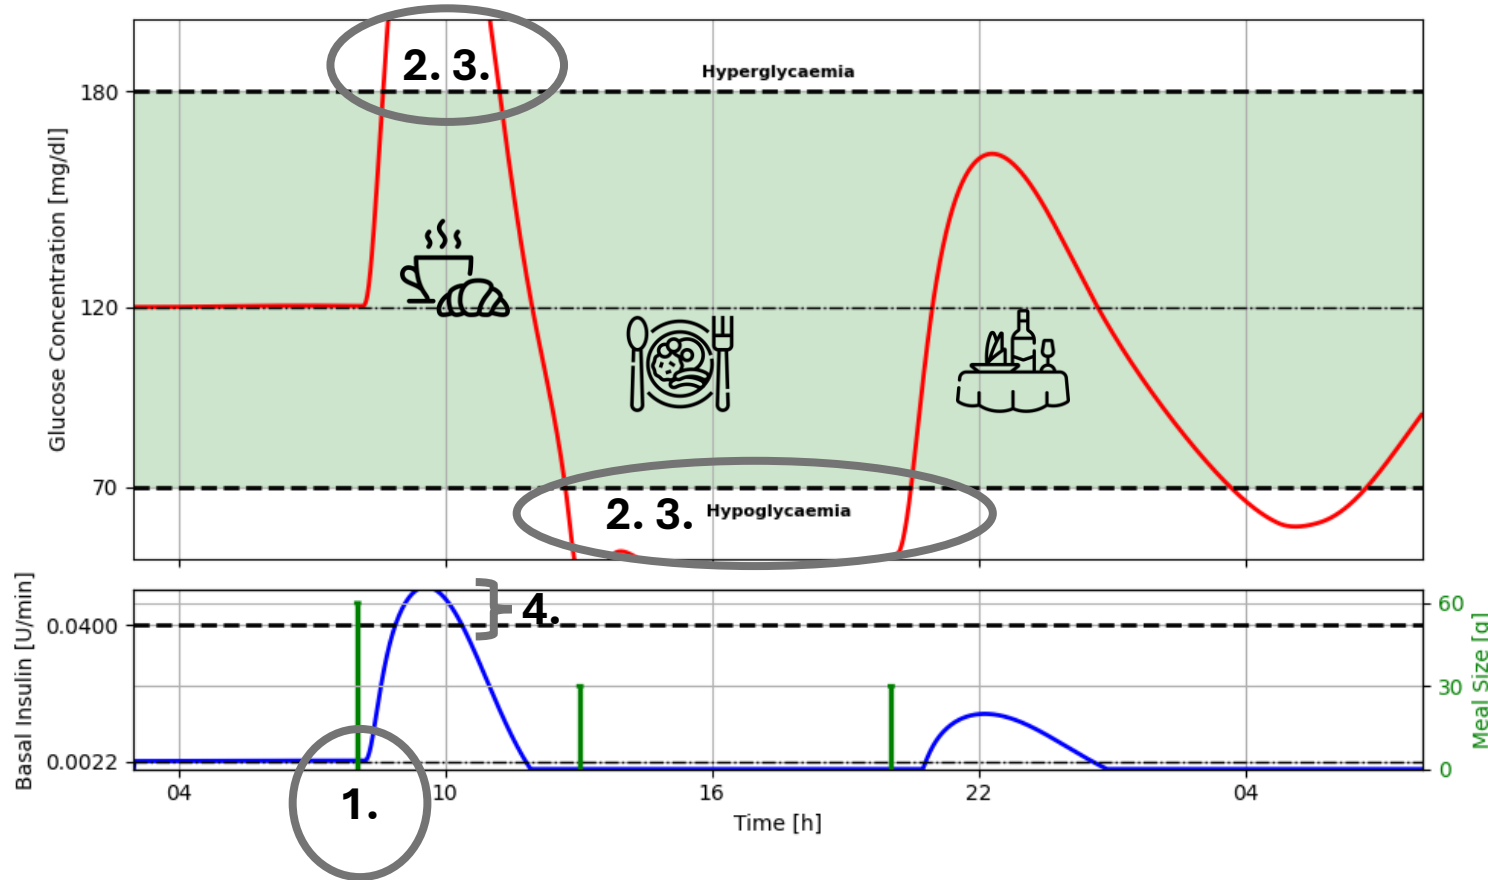 2. 3.
Hyperglycaemia
180
120
70
Glucose Concentration [mg/dl]
2. 3.
Hypoglycaemia
4.
0.0400
0.0022
Basal Insulin [U/min]
60
30
0
Meal Size [g]
1.
04
10
16
22
04
Time [h]